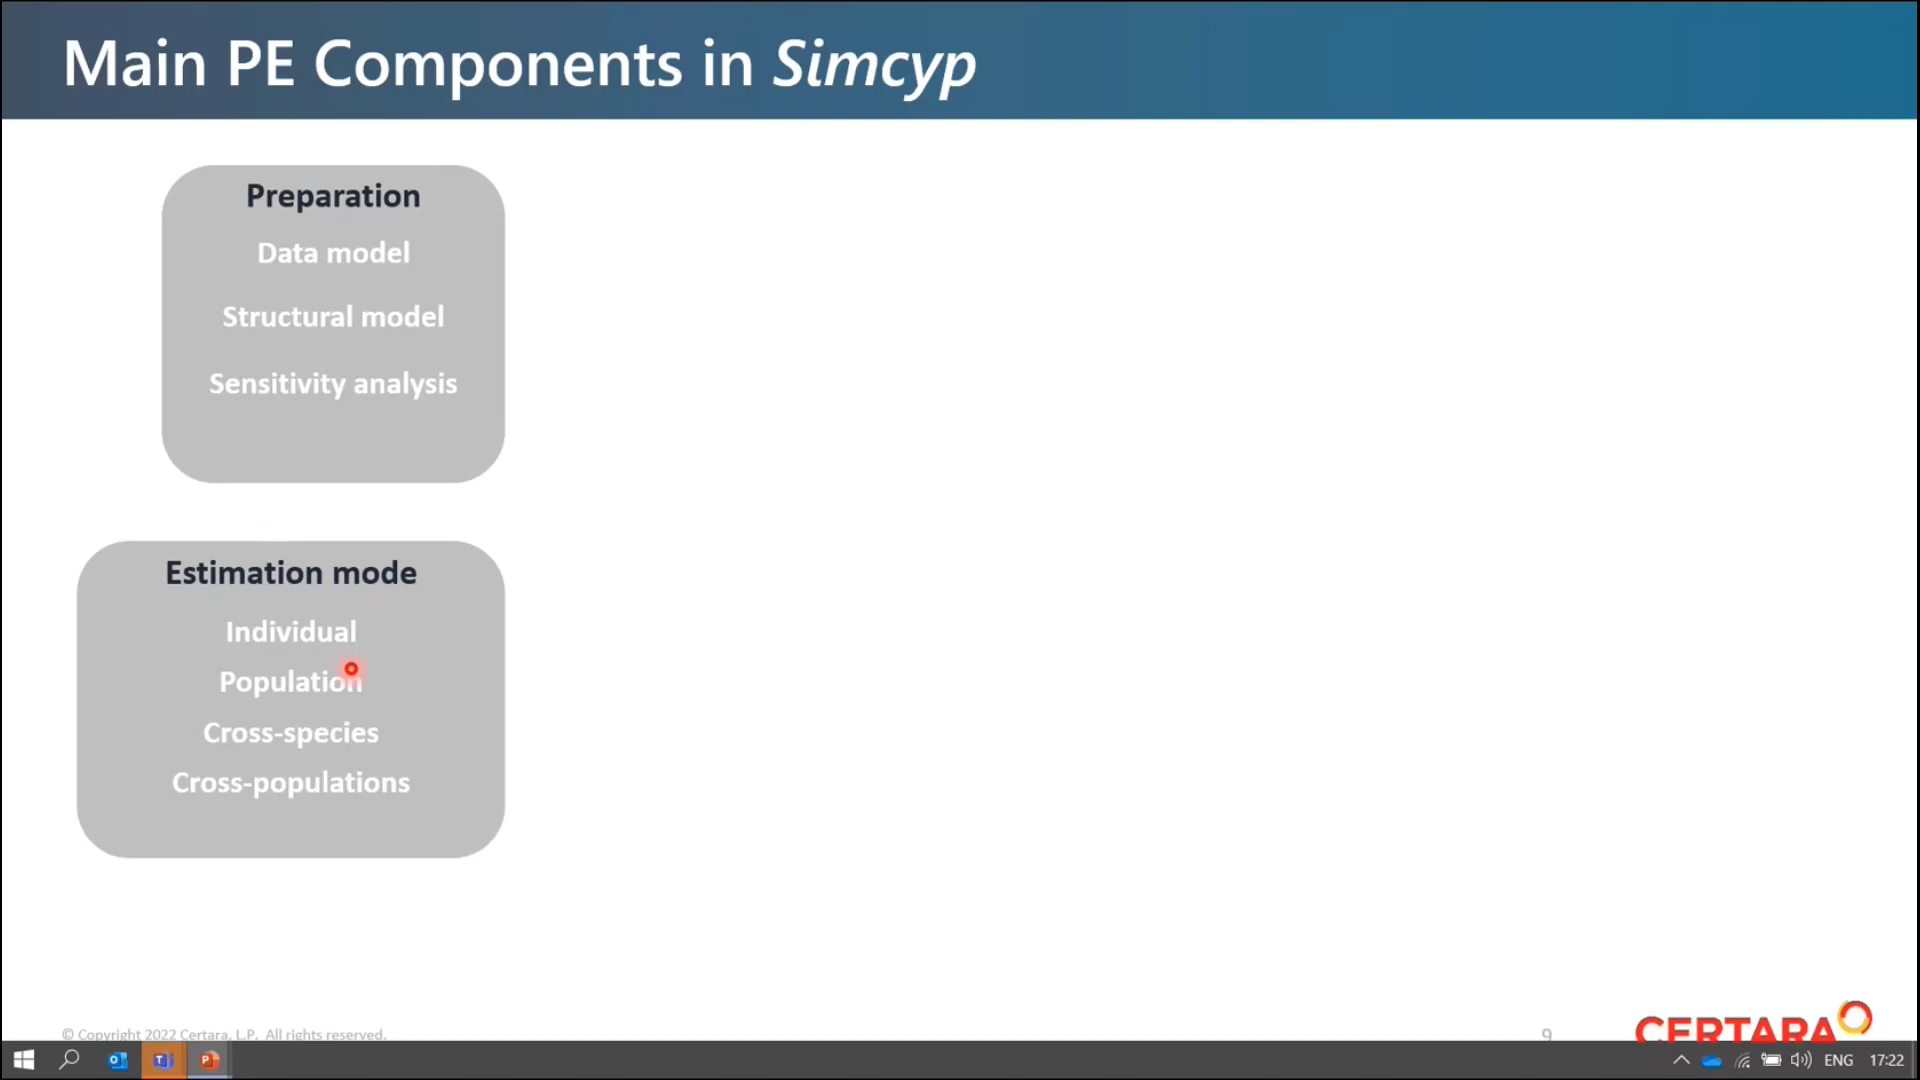 Main PE Components in Simcyp
Preparation
Data model
Structural model
Sensitivity analysis
Estimation mode
Individual
Population
Cross-species
Cross-populations
© Copyright 2022 Certara, L.P. All rights reserved.
9
CERTARA
ENG 17:22